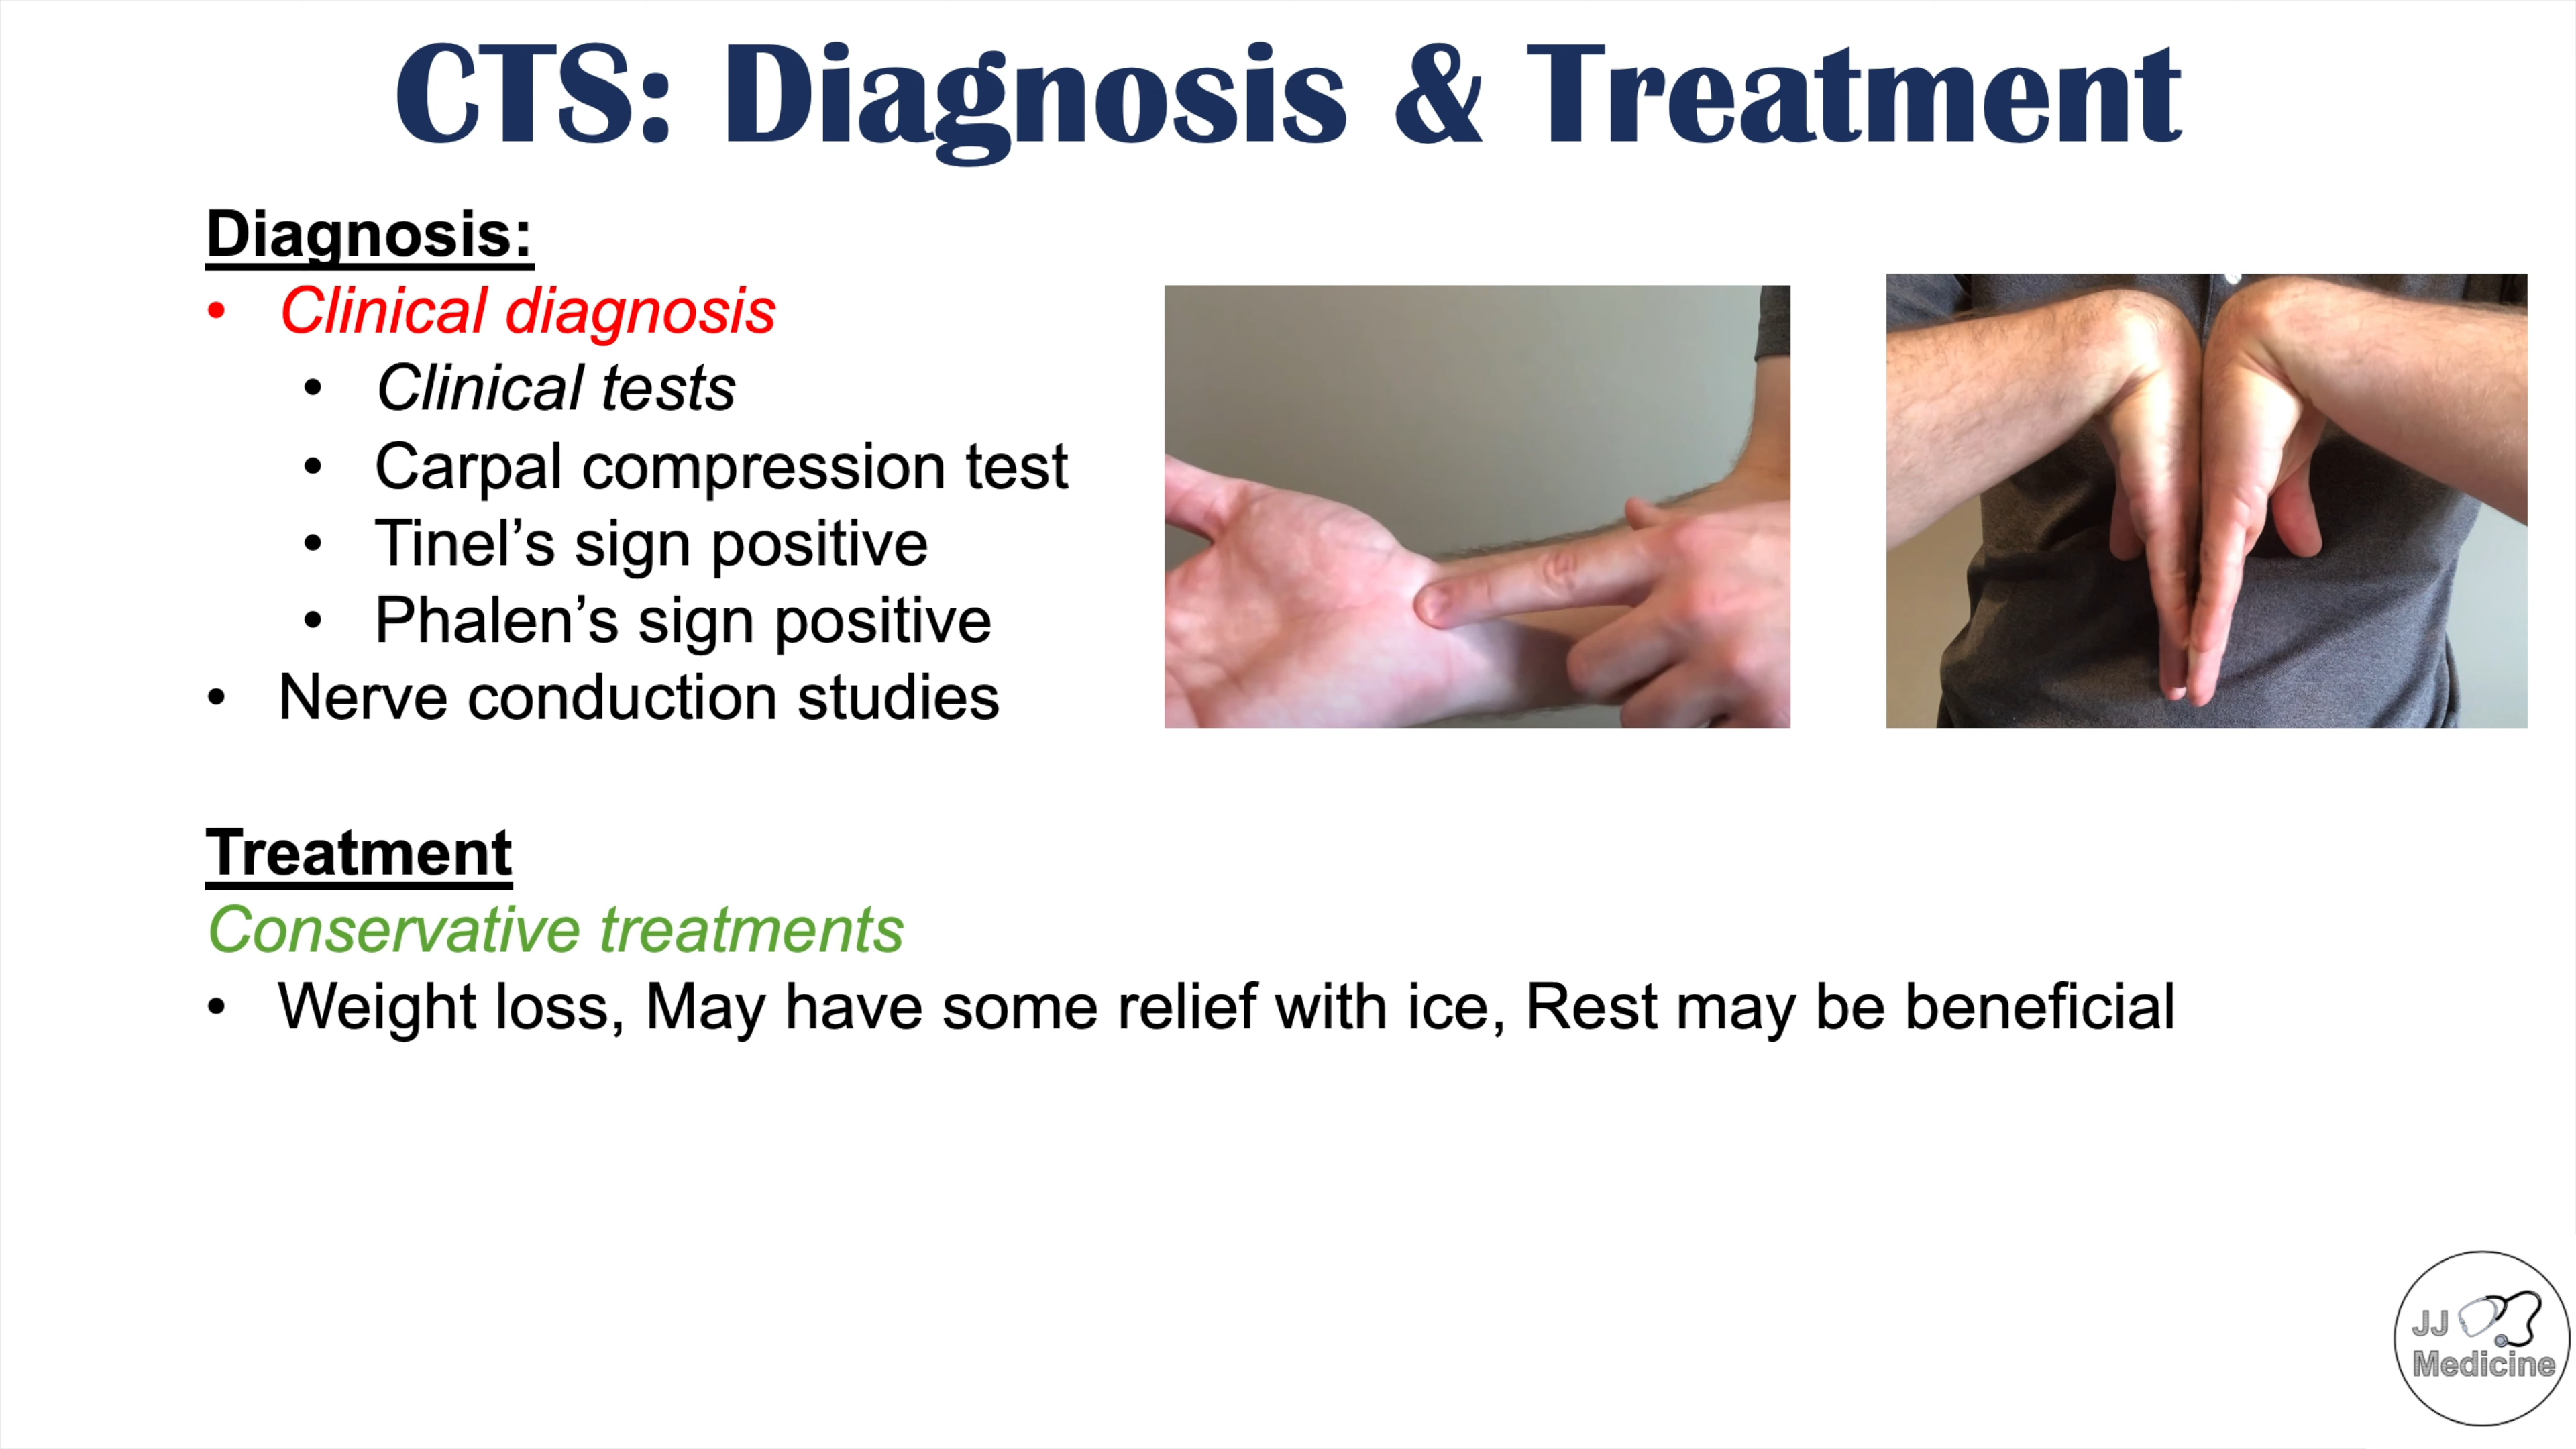 CTS: Diagnosis & Treatment
Diagnosis:
• Clinical diagnosis
• Clinical tests
• Carpal compression test
• Tinel’s sign positive
• Phalen’s sign positive
• Nerve conduction studies
Treatment
Conservative treatments
• Weight loss, May have some relief with ice, Rest may be beneficial
JJ
Medicine